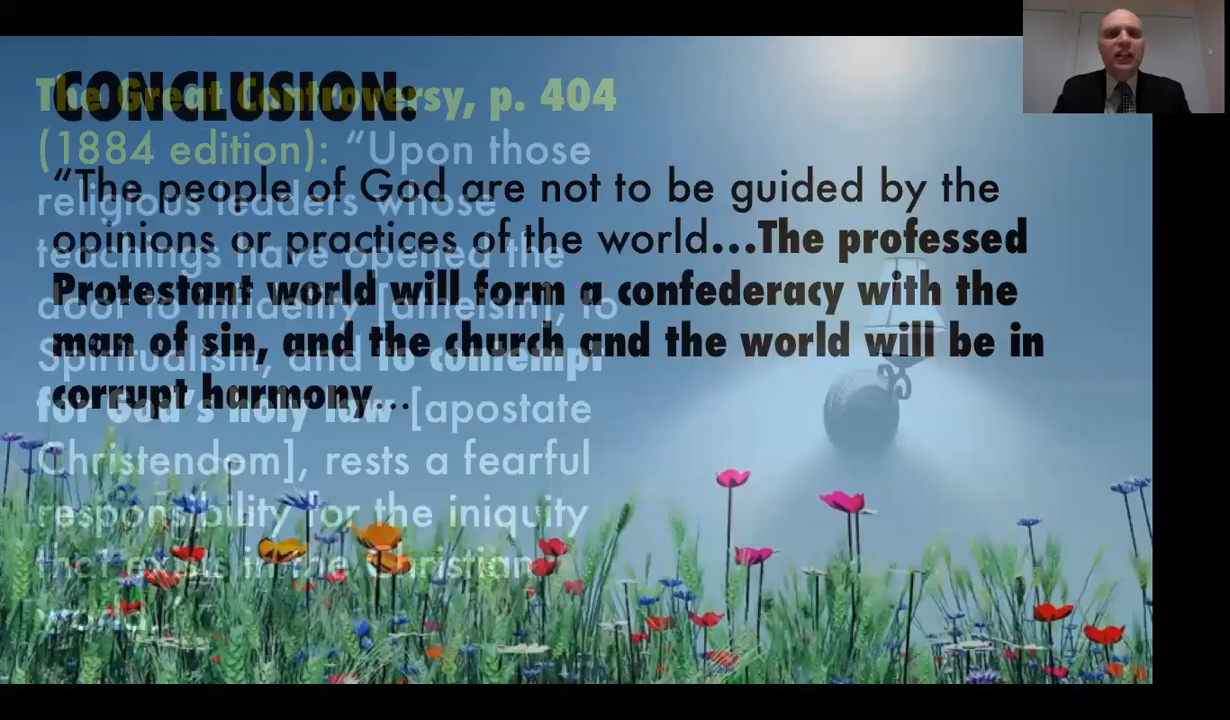 CONCLUSION:
“The people of God are not to be guided by the
opinions or practices of the world...The professed
Protestant world will form a confederacy with the
man of sin, and the church and the world will be in
corrupt harmony...
The Great Controversy, p. 404
(1884 edition): “Upon those
religious leaders whose
teachings have opened the
door to infidelity [atheism], to
Spiritualism, and to contempt
for God’s holy law [apostate
Christendom], rests a fearful
responsibility for the iniquity
that exists in the Christian
world.”